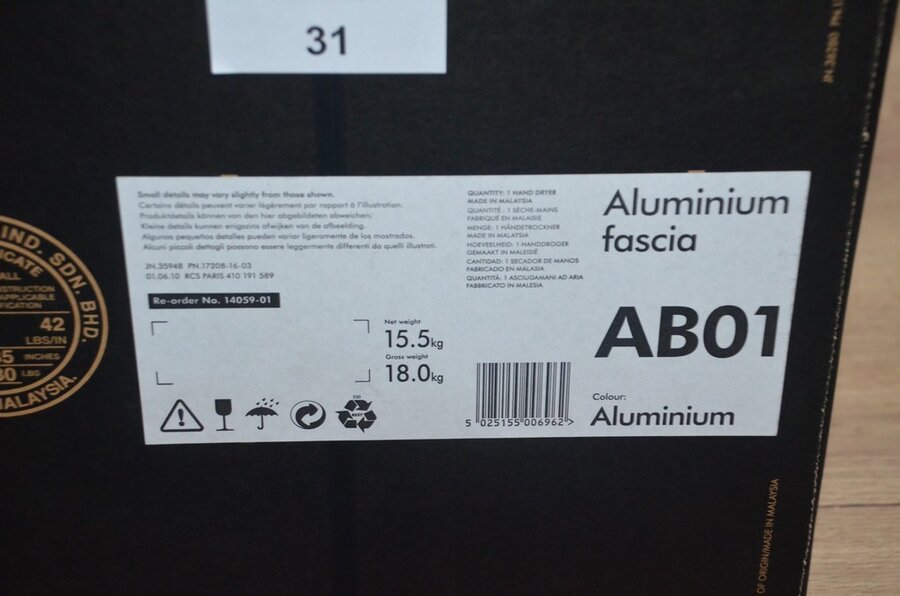 31
Small details may vary slightly from those shown.
Certains détails peuvent varier légèrement par rapport à l'illustration.
Produktdetails können von den hier abgebildeten abweichen;
Kleine details kunnen enigszins afwijken van de afbeelding.
Algunos pequeños detalles pueden variar ligeramente de los mostrados.
Alcuni piccoli dettagli possono essere leggermente differenti da quelli illustrati.
JN.35948 PN.17208-16-03
01.06.10 RCS PARIS 410 191 589
Re-order No. 14059-01
Net weight
15.5kg
Gross weight
18.0kg
QUANTITY: 1 HAND DRYER
MADE IN MALAYSIA
QUANTITÉ : 1 SÈCHE-MAINS
FABRIQUÉ EN MALAISIE
MENGE: 1 HÄNDETROCKNER
MADE IN MALAYSIA
HOEVEELHEID: 1 HANDDROGER
GEMAAKT IN MALEISIË
CANTIDAD: 1 SECADOR DE MANOS
FABRICADO EN MALASIA
QUANTITÀ: 1 ASCIUGAMANI AD ARIA
FABBRICATO IN MALESIA
Aluminium
fascia
AB01
Colour:
Aluminium
5 025155 006962>
IND. SDN. BHD.
42
LBS/IN
INCHES
LBS
MALAYSIA.
OF ORIGIN/MADE IN MALAYSIA